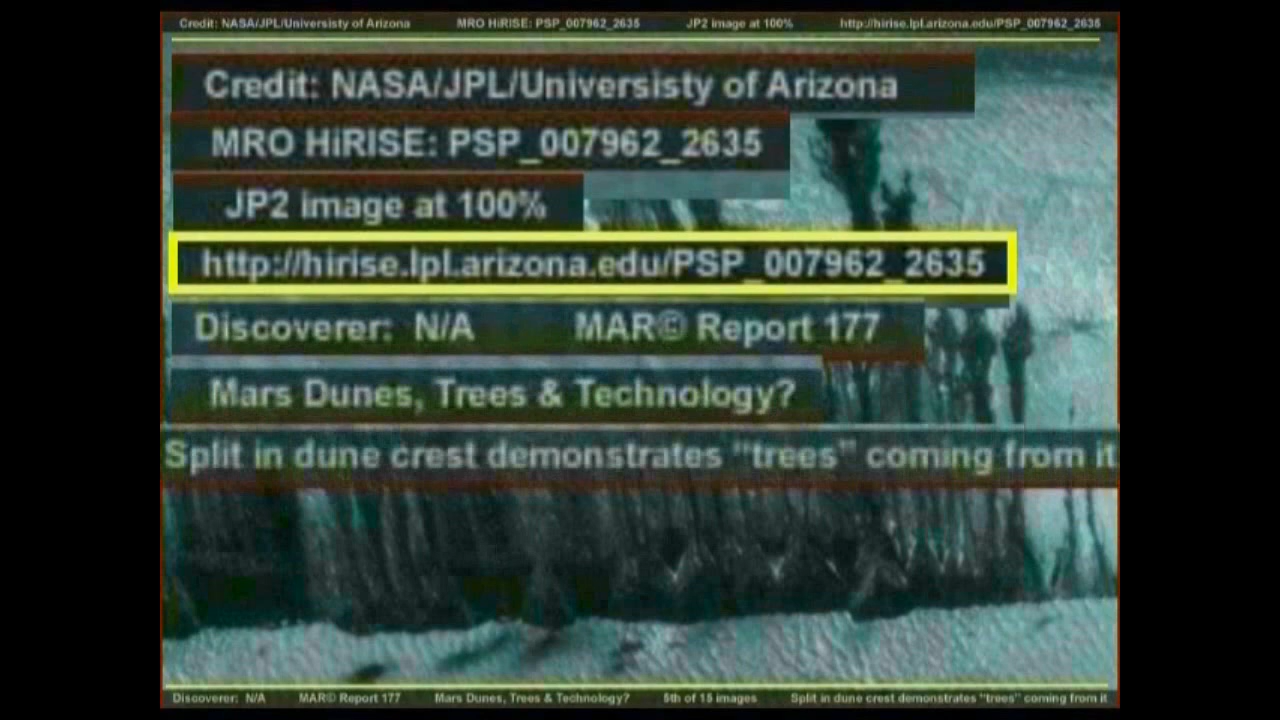 Credit: NASA/JPL/Universisty of Arizona MRO HiRISE: PSP_007962_2635 JP2 image at 100% http://hirise.lpl.arizona.edu/PSP_007962_2635
Credit: NASA/JPL/Universisty of Arizona
MRO HiRISE: PSP_007962_2635
JP2 image at 100%
http://hirise.lpl.arizona.edu/PSP_007962_2635
Discoverer: N/A MAR© Report 177
Mars Dunes, Trees & Technology?
Split in dune crest demonstrates "trees" coming from it
Discoverer: N/A MAR© Report 177 Mars Dunes, Trees & Technology? 5th of 15 images Split in dune crest demonstrates "trees" coming from it